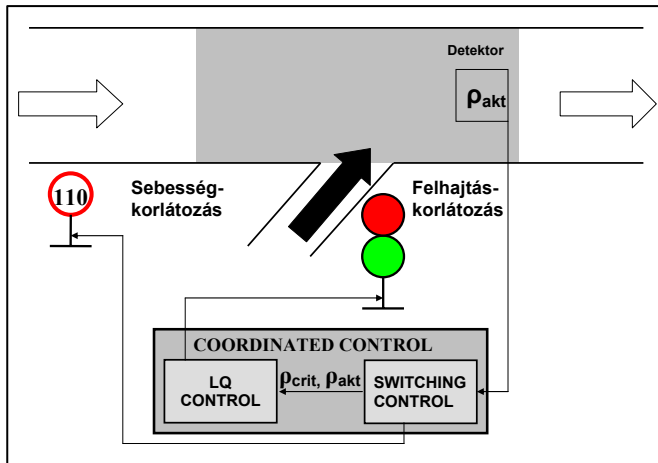 Detektor
ρakt
110
Sebesség-
korlátozás
Felhajtás-
korlátozás
COORDINATED CONTROL
LQ
CONTROL
ρcrit, ρakt
SWITCHING
CONTROL